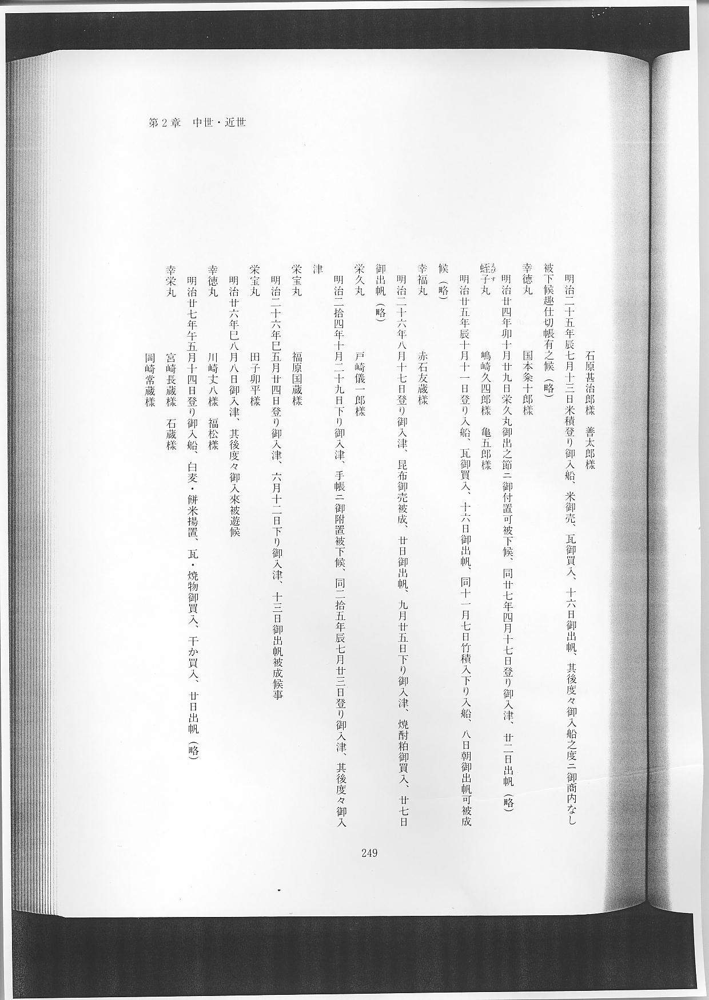 第2章　中世・近世
石原甚治郎様　善太郎様
明治二十五年辰七月十三日米積登り御入船、米御売、瓦御買入、十六日御出帆、其後度々御入船之度ニ御商内なし
被下候趣仕切帳有之候（略）
幸徳丸　国本粂十郎様
明治廿四年卯十月廿九日栄久丸御出之節ニ御付置可被下候、同廿七年四月十七日登り御入津、廿二日出帆（略）
蛭子丸　嶋崎久四郎様　亀五郎様
えびす
明治廿五年辰十月十一日登り入船、瓦御買入、十六日御出帆、同十一月七日竹積入下り入船、八日朝御出帆可被成
候（略）
幸福丸　赤石友蔵様
明治二十六年八月十七日登り御入津、昆布御売被成、廿日御出帆、九月廿五日下り御入津、焼酎粕御買入、廿七日
御出帆（略）
栄久丸　戸崎儀一郎様
明治二拾四年十月二十九日下り御入津、手帳ニ御附置被下候、同二拾五年辰七月廿三日登り御入津、其後度々御入
津
栄宝丸　福原国蔵様
明治二十六年巳五月廿四日登り御入津、六月十二日下り御入津、十三日御出帆被成候事
栄宝丸　田子卯平様
明治廿六年巳八月八日御入津、其後度々御入來被遊候
幸徳丸　川崎丈八様　福松様
明治廿七年午五月十四日登り御入船、白麦・餅米揚置、瓦・焼物御買入、干か買入、廿日出帆（略）
幸栄丸　宮崎長蔵様　石蔵様
岡崎常蔵様
249